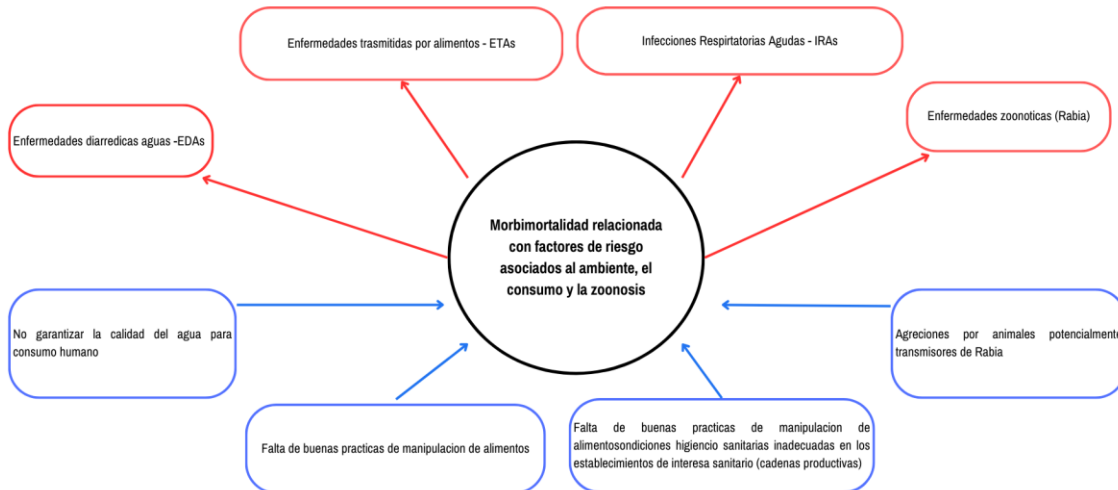 Enfermedades trasmitidas por alimentos - ETAs
Infecciones Respirtatorias Agudas - IRAs
Enfermedades diarredicas aguas -EDAs
Enfermedades zoonoticas (Rabia)
Morbimortalidad relacionada
con factores de riesgo
asociados al ambiente, el
consumo y la zoonosis
No garantizar la calidad del agua para
consumo humano
Agreciones por animales potencialmente
transmisores de Rabia
Falta de buenas practicas de manipulacion de alimentos
Falta de buenas practicas de manipulacion de
alimentosondiciones higiencio sanitarias inadecuadas en los
establecimientos de interesa sanitario (cadenas productivas)